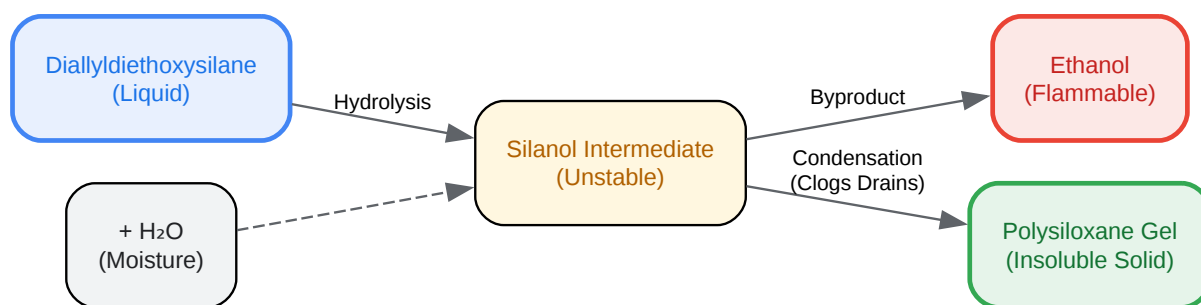 Diallyldiethoxysilane
(Liquid)
Hydrolysis
+ H₂O
(Moisture)
Silanol Intermediate
(Unstable)
Byproduct
Condensation
(Clogs Drains)
Ethanol
(Flammable)
Polysiloxane Gel
(Insoluble Solid)